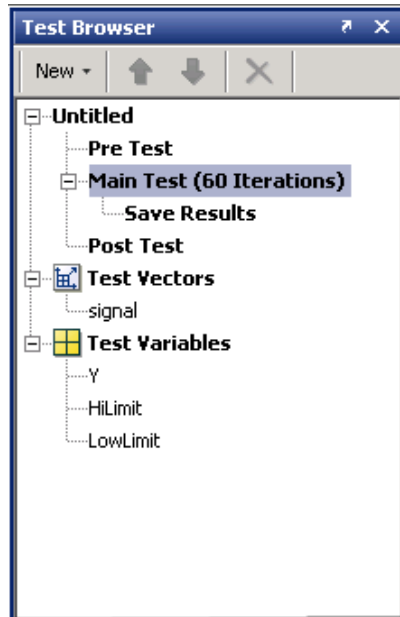 Test Browser
New
Untitled
Pre Test
Main Test (60 Iterations)
Save Results
Post Test
Test Vectors
signal
Test Variables
Y
HiLimit
LowLimit